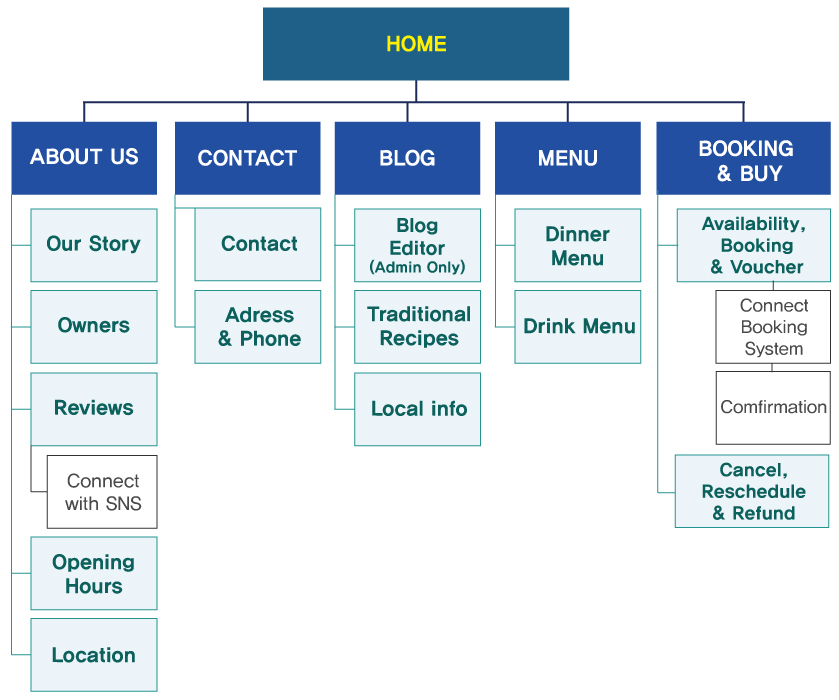 HOME
ABOUT US
Our Story
Owners
Reviews
Connect
with SNS
Opening
Hours
Location
CONTACT
Contact
Adress
& Phone
BLOG
Blog
Editor
(Admin Only)
Traditional
Recipes
Local info
MENU
Dinner
Menu
Drink Menu
BOOKING
& BUY
Availability,
Booking
& Voucher
Connect
Booking
System
Comfirmation
Cancel,
Reschedule
& Refund